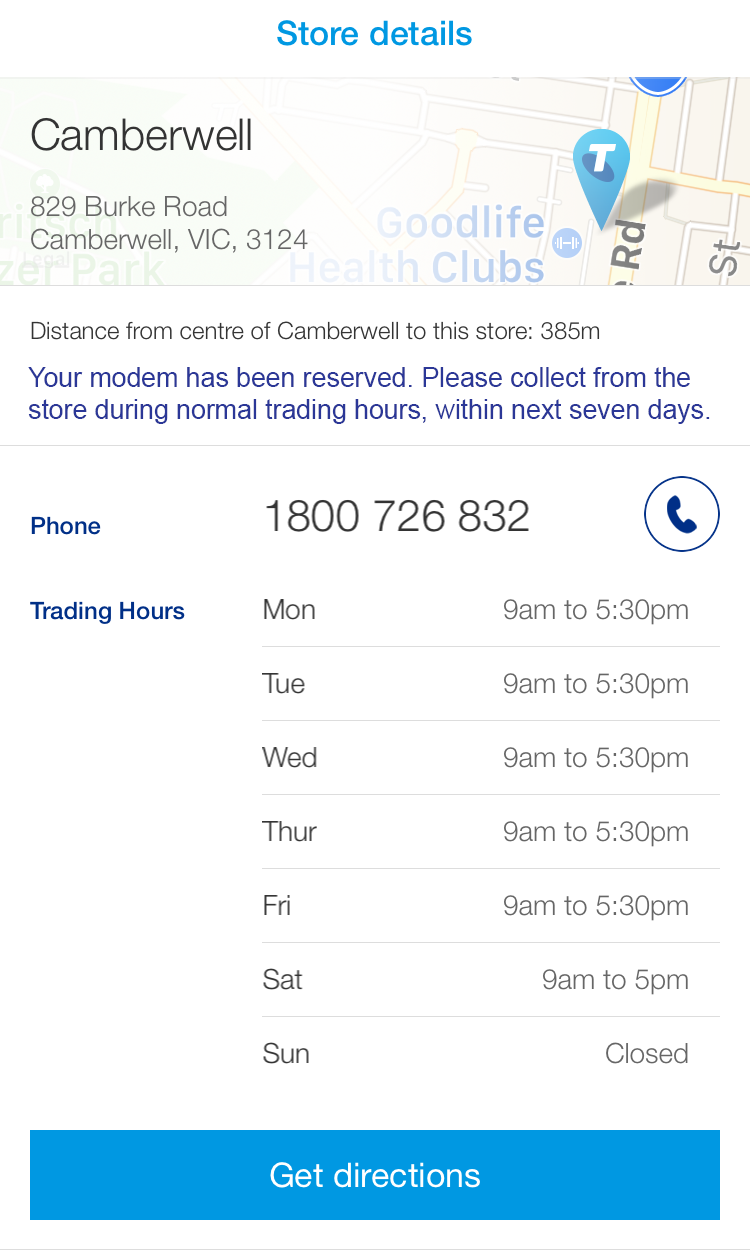 Store details
Camberwell
829 Burke Road
Camberwell, VIC, 3124
Legal
zer Park
Goodlife
Health Clubs
T
Rd
St
Distance from centre of Camberwell to this store: 385m
Your modem has been reserved. Please collect from the
store during normal trading hours, within next seven days.
Phone 1800 726 832
Trading Hours Mon 9am to 5:30pm
Tue 9am to 5:30pm
Wed 9am to 5:30pm
Thur 9am to 5:30pm
Fri 9am to 5:30pm
Sat 9am to 5pm
Sun Closed
Get directions